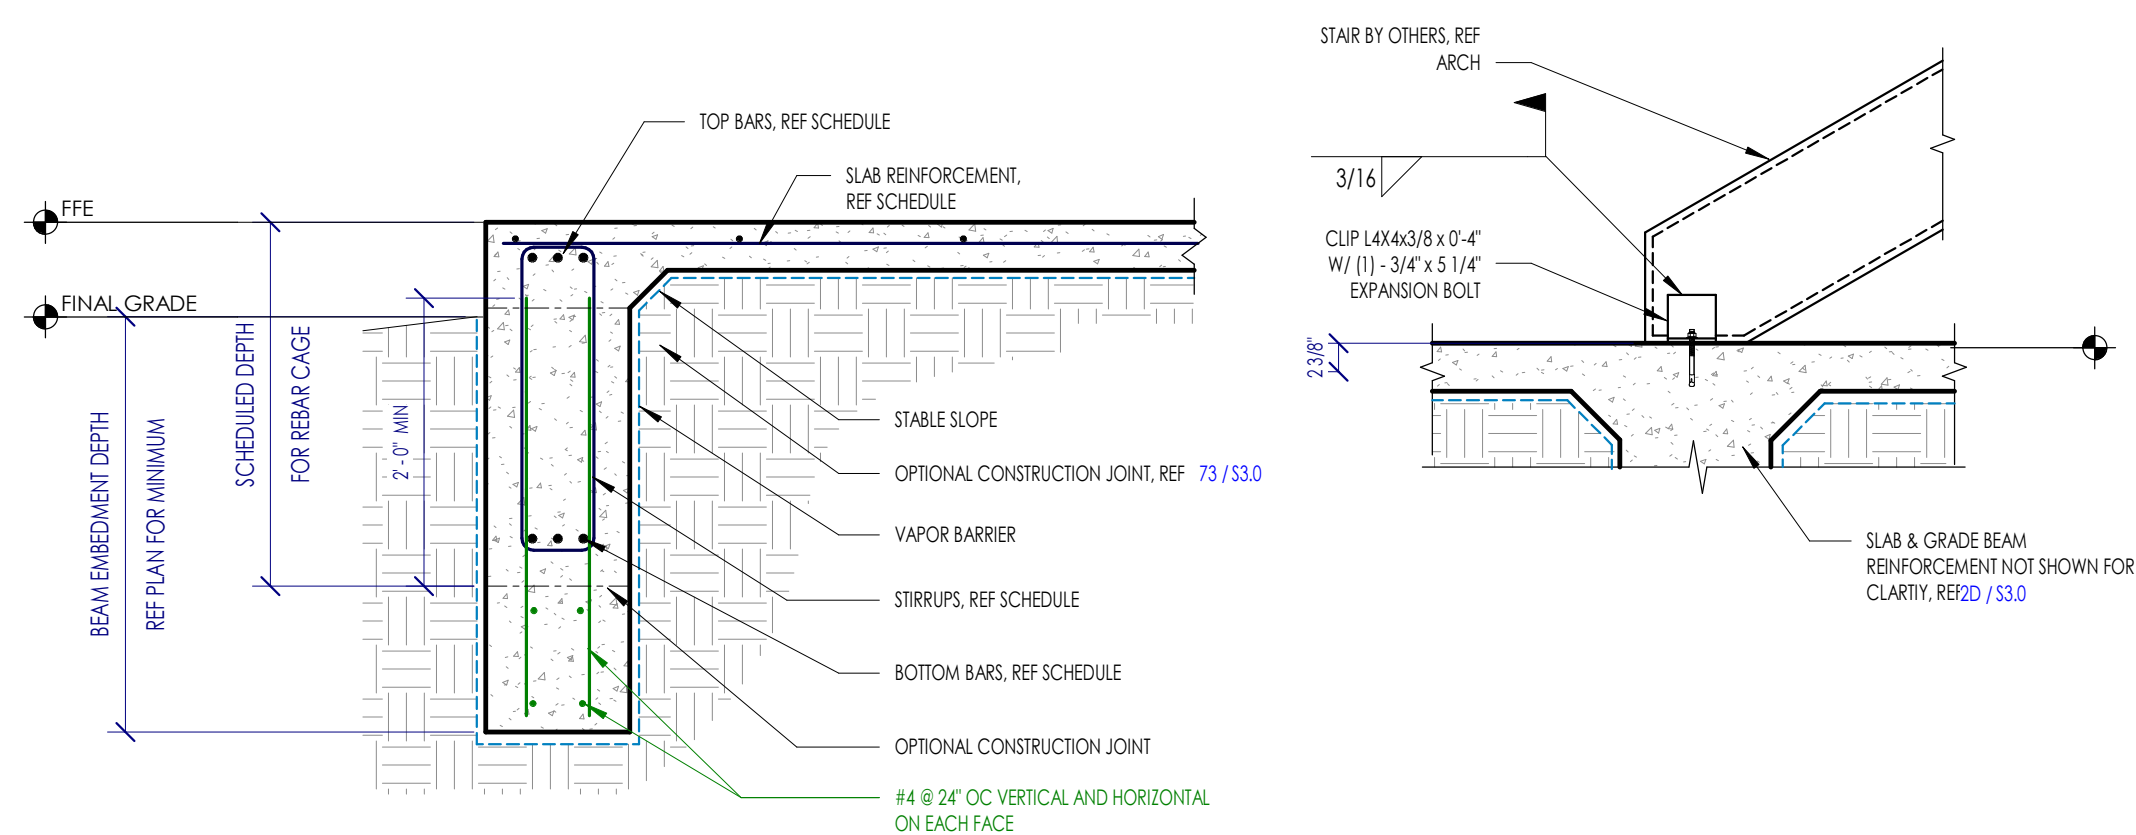 TOP BARS, REF SCHEDULE
SLAB REINFORCEMENT,
REF SCHEDULE
FFE
FINAL GRADE
BEAM EMBEDMENT DEPTH
REF PLAN FOR MINIMUM
SCHEDULED DEPTH
FOR REBAR CAGE
2'-0" MIN
STABLE SLOPE
OPTIONAL CONSTRUCTION JOINT, REF 73 / S3.0
VAPOR BARRIER
STIRRUPS, REF SCHEDULE
BOTTOM BARS, REF SCHEDULE
OPTIONAL CONSTRUCTION JOINT
#4 @ 24" OC VERTICAL AND HORIZONTAL
ON EACH FACE
STAIR BY OTHERS, REF
ARCH
3/16
CLIP L4X4x3/8 x 0'-4"
W/ (1) - 3/4" x 5 1/4"
EXPANSION BOLT
2 3/8"
SLAB & GRADE BEAM
REINFORCEMENT NOT SHOWN FOR
CLARTIY, REF 2D / S3.0